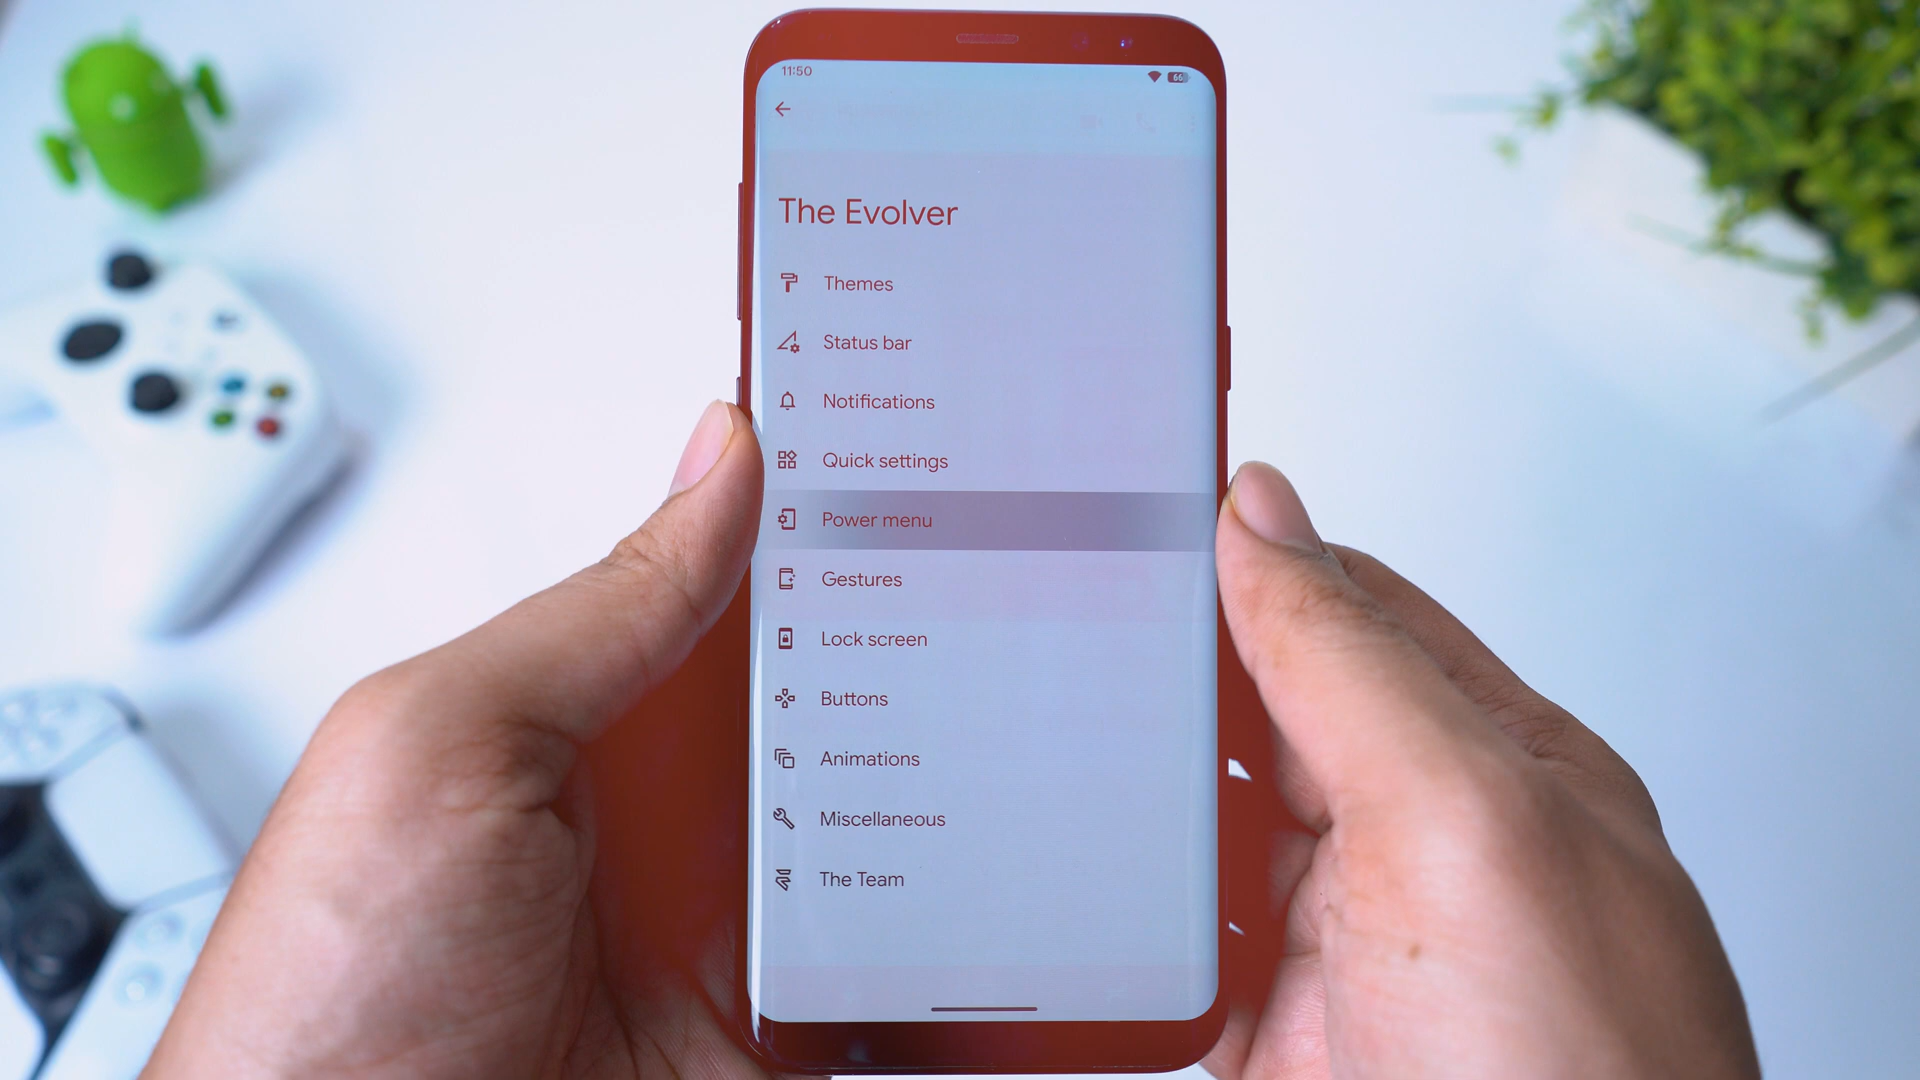 11:50
66
The Evolver
Themes
Status bar
Notifications
Quick settings
Power menu
Gestures
Lock screen
Buttons
Animations
Miscellaneous
The Team